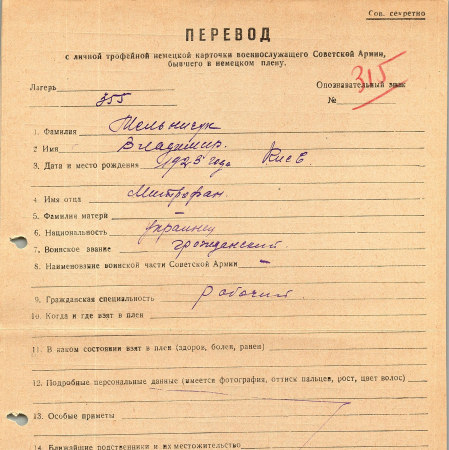 Сов. секретно
ПЕРЕВОД
с личной трофейной немецкой карточки военнослужащего Советской Армии,
бывшего в немецком плену.
Лагерь 355
Опознавательный знак
№ 315
1. Фамилия Мельничук
2 Имя Владимир
3. Дата и место рождения 1925 года Киев
4. Имя отца Митрофан
5. Фамилия матери —
6. Национальность украинец
7. Воинское звание гражданский
8. Наименование воинской части Советской Армии —
9. Гражданская специальность рабочий
10. Когда и где взят в плен
11. В каком состоянии взят в плен (здоров, болен, ранен)
12. Подробные персональные данные (имеется фотография, оттиск пальцев, рост, цвет волос)
13. Особые приметы
14. Ближайшие родственники и их местожительство